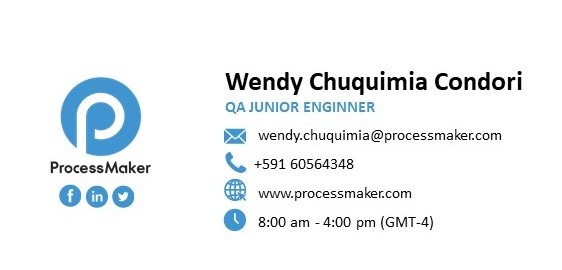 Wendy Chuquimia Condori
QA JUNIOR ENGINNER
wendy.chuquimia@processmaker.com
+591 60564348
www.processmaker.com
8:00 am - 4:00 pm (GMT-4)
P
ProcessMaker
f in